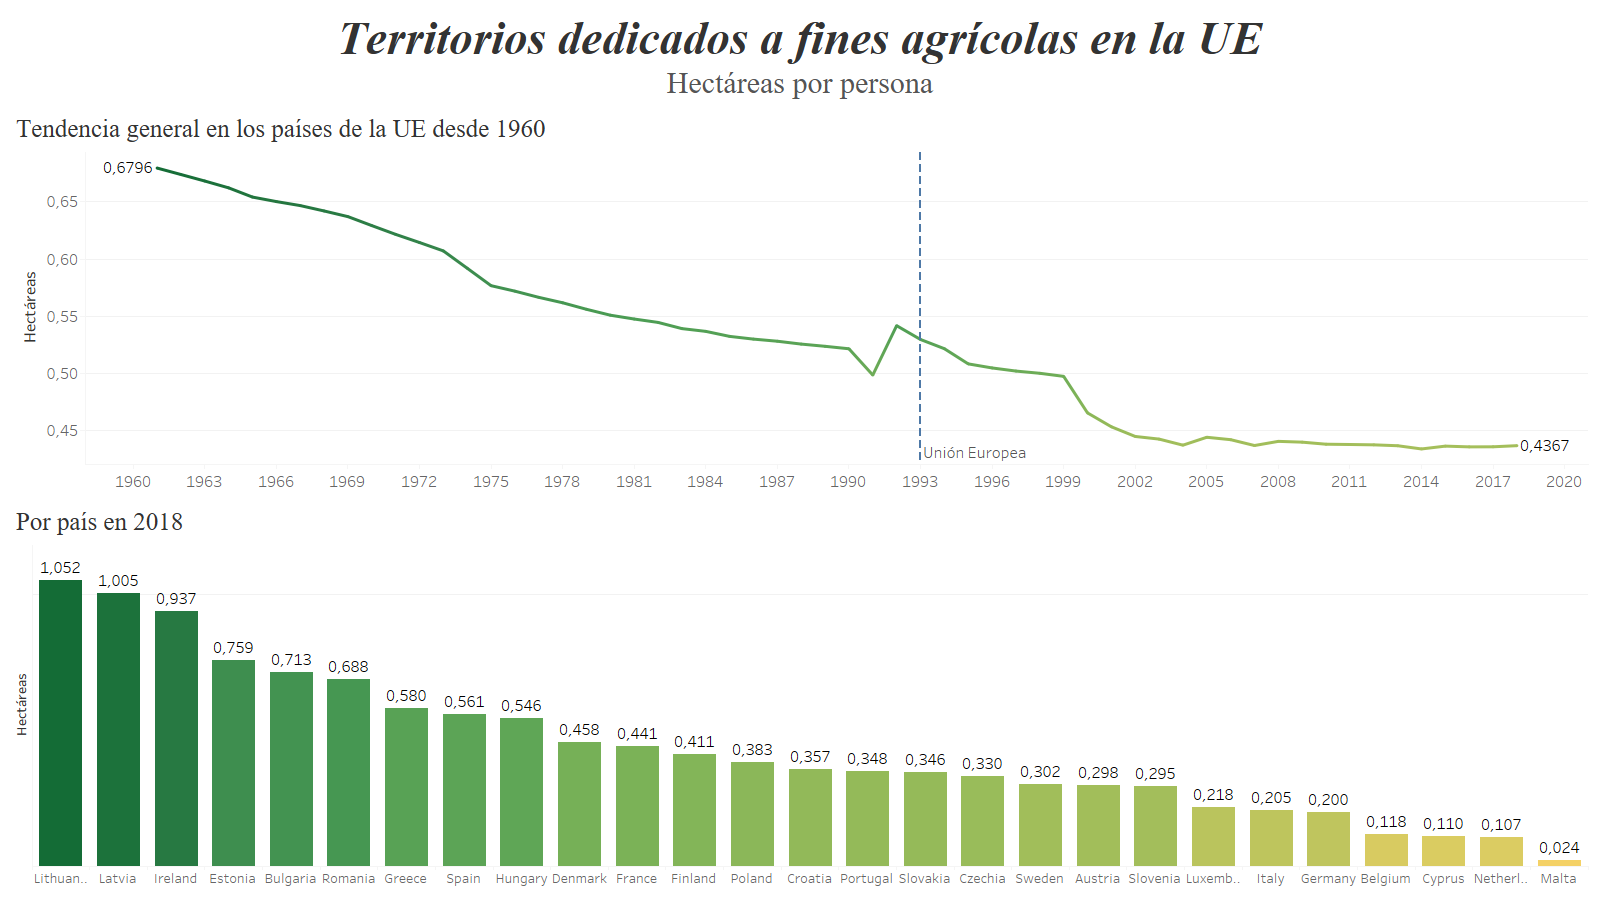 Territorios dedicados a fines agrícolas en la UE
Hectáreas por persona
Tendencia general en los países de la UE desde 1960
0,6796
0,65
0,60
0,55
0,50
0,45
Hectáreas
Unión Europea
0,4367
1960 1963 1966 1969 1972 1975 1978 1981 1984 1987 1990 1993 1996 1999 2002 2005 2008 2011 2014 2017 2020
Por país en 2018
Hectáreas
1,052 1,005 0,937 0,759 0,713 0,688 0,580 0,561 0,546 0,458 0,441 0,411 0,383 0,357 0,348 0,346 0,330 0,302 0,298 0,295 0,218 0,205 0,200 0,118 0,110 0,107 0,024
Lithuan.. Latvia Ireland Estonia Bulgaria Romania Greece Spain Hungary Denmark France Finland Poland Croatia Portugal Slovakia Czechia Sweden Austria Slovenia Luxemb.. Italy Germany Belgium Cyprus Netherl.. Malta